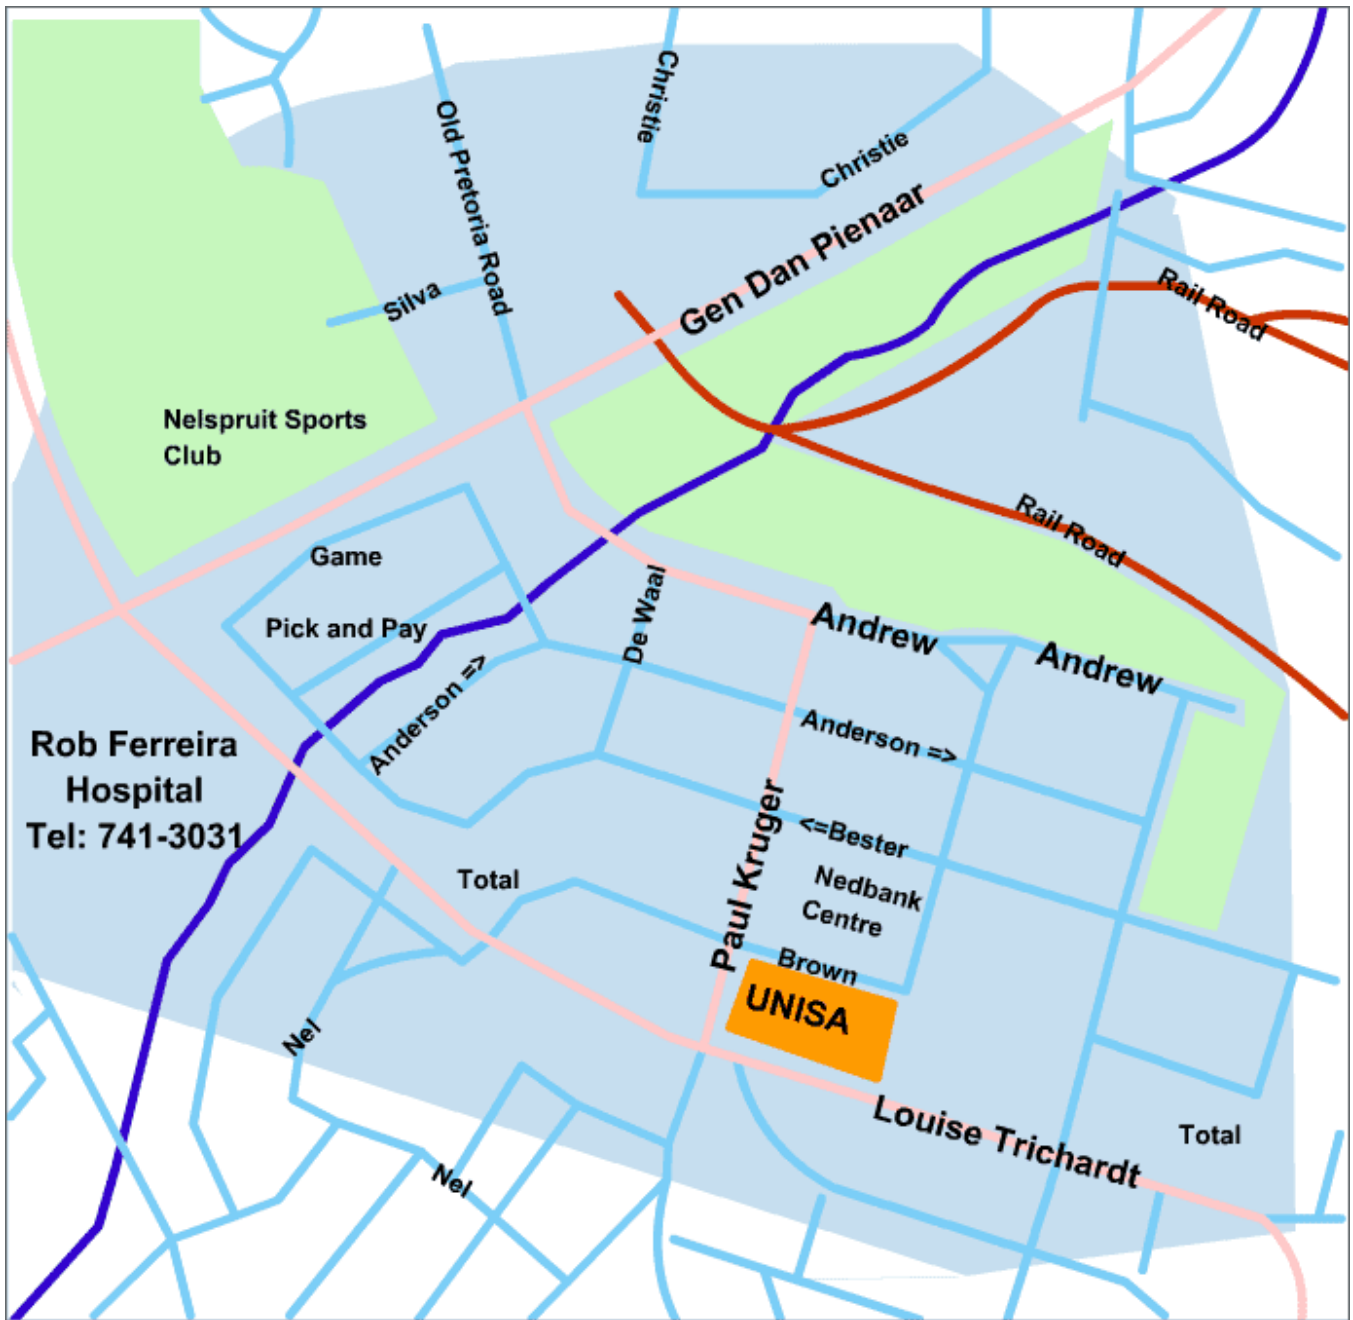 Christie
Old Pretoria Road
Christie
Gen Dan Pienaar
Silva
Rail Road
Nelspruit Sports
Club
Rail Road
Game
Pick and Pay
De Waal
Andrew
Andrew
Anderson =>
Anderson =>
Rob Ferreira
Hospital
Tel: 741-3031
Paul Kruger
<=Bester
Nedbank
Centre
Total
Brown
UNISA
Nel
Louise Trichardt
Total
Nel